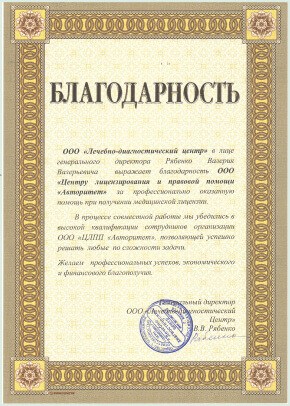 БЛАГОДАРНОСТЬ
ООО «Лечебно-диагностический центр» в лице
генерального директора Рябенко Валерия
Валерьевича выражает благодарность ООО
«Центру лицензирования и правовой помощи
«Авторитет» за профессионально оказанную
помощь при получении медицинской лицензии.
В процессе совместной работы мы убедились в
высокой квалификации сотрудников организации
ООО «ЦЛПП «Авторитет», позволяющей успешно
решать любые по сложности задачи.
Желаем профессиональных успехов, экономического
и финансового благополучия.
Генеральный директор
ООО «Лечебно-диагностический
Центр»
В.В. Рябенко